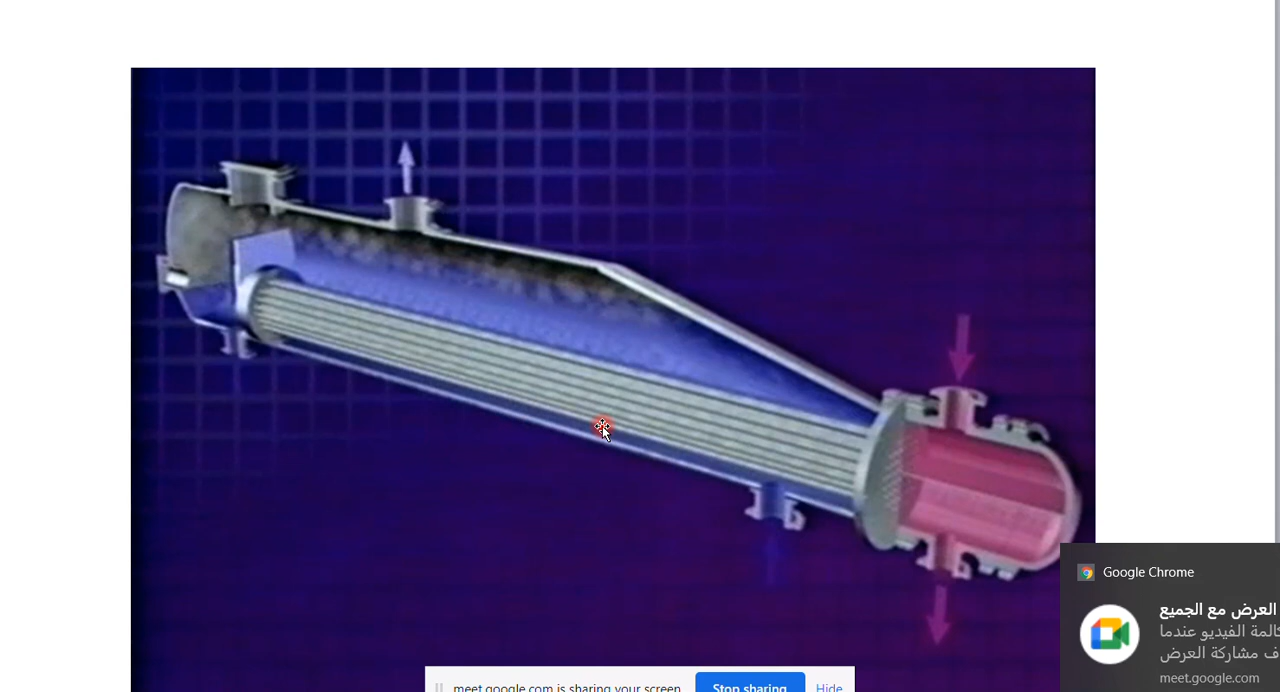 Google Chrome
العرض مع الجميع
meet.google.com
meet.google.com is sharing your screen
Stop sharing
Hide